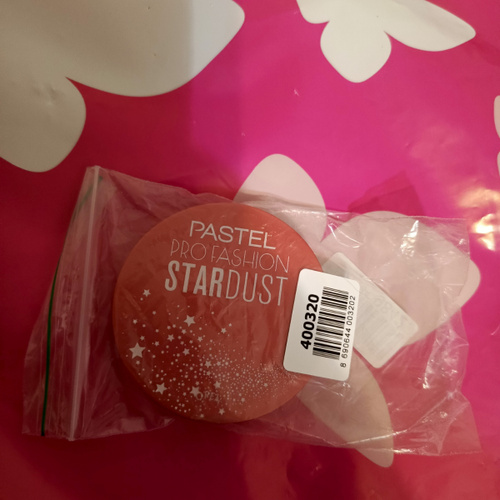 PASTEL
PRO FASHION
STARDUST
400320
8 690644 003202